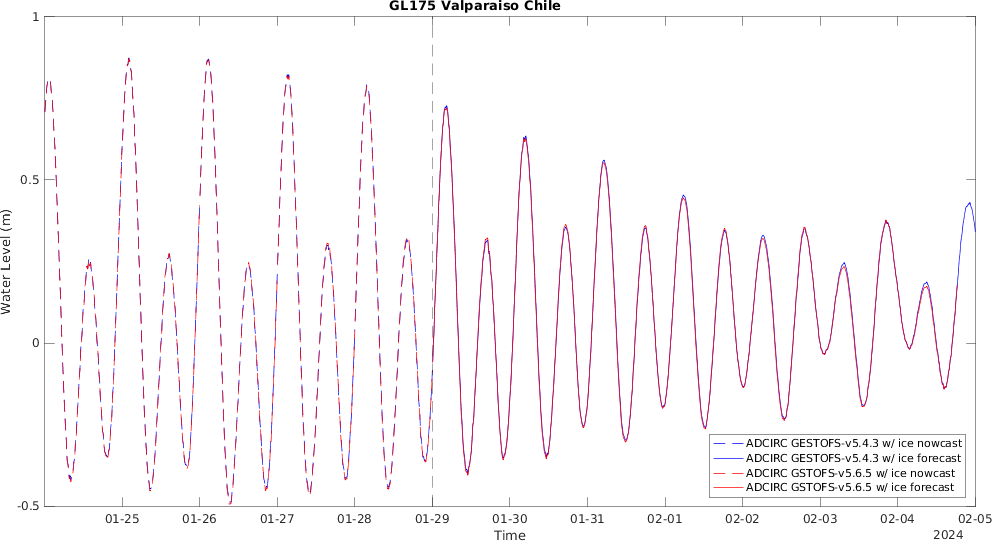 GL175 Valparaiso Chile
1
0.5
0
-0.5
Water Level (m)
ADCIRC GESTOFS-v5.4.3 w/ ice nowcast
ADCIRC GESTOFS-v5.4.3 w/ ice forecast
ADCIRC GSTOFS-v5.6.5 w/ ice nowcast
ADCIRC GSTOFS-v5.6.5 w/ ice forecast
01-25 01-26 01-27 01-28 01-29 01-30 01-31 02-01 02-02 02-03 02-04 02-05
Time
2024